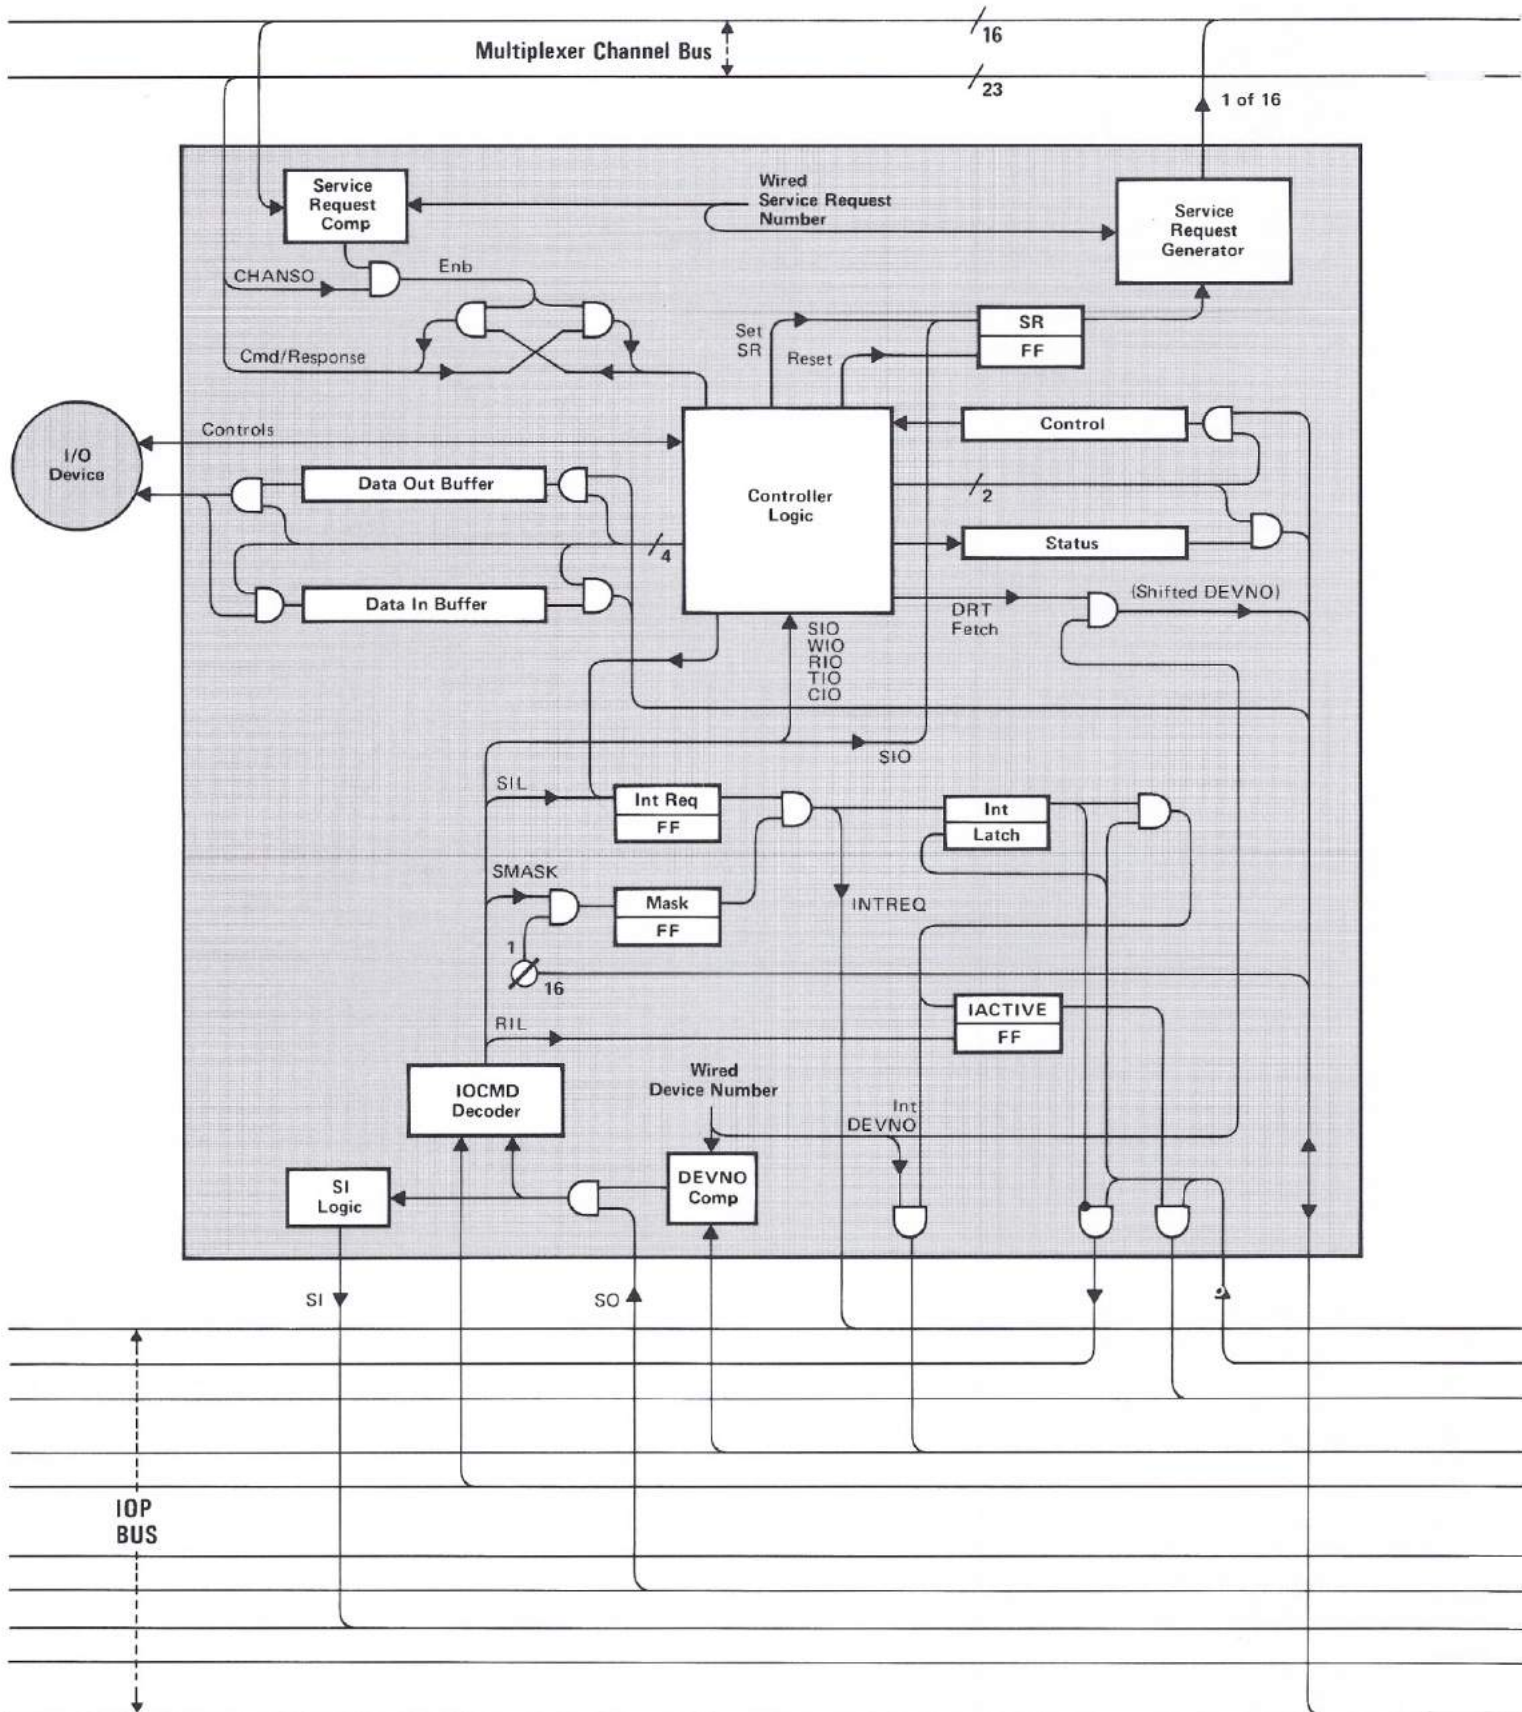 16
Multiplexer Channel Bus
23
1 of 16
Service
Request
Comp
Wired
Service Request
Number
Service
Request
Generator
CHANSO
Enb
Set
SR
SR
FF
Reset
Cmd/Response
I/O
Device
Controls
Control
Data Out Buffer
Controller
Logic
2
4
Status
Data In Buffer
DRT
Fetch
(Shifted DEVNO)
SIO
WIO
RIO
TIO
CIO
SIO
SIL
Int Req
FF
Int
Latch
SMASK
Mask
FF
INTREQ
1
16
IACTIVE
FF
RIL
IOCMD
Decoder
Wired
Device Number
Int
DEVNO
SI
Logic
DEVNO
Comp
SI
SO
IOP
BUS